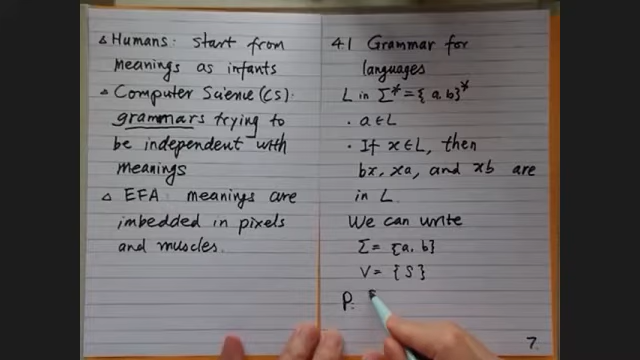 △ Humans: start from
meanings as infants
△ Computer Science (CS):
grammars trying to
be independent with
meanings
△ EFA: meanings are
imbedded in pixels
and muscles.
4.1 Grammar for
languages
L in Σ* = {a, b}*
· a ∈ L
· If x ∈ L, then
bx, xa, and xb are
in L.
We can write
Σ = {a, b}
V = {S}
P:
7